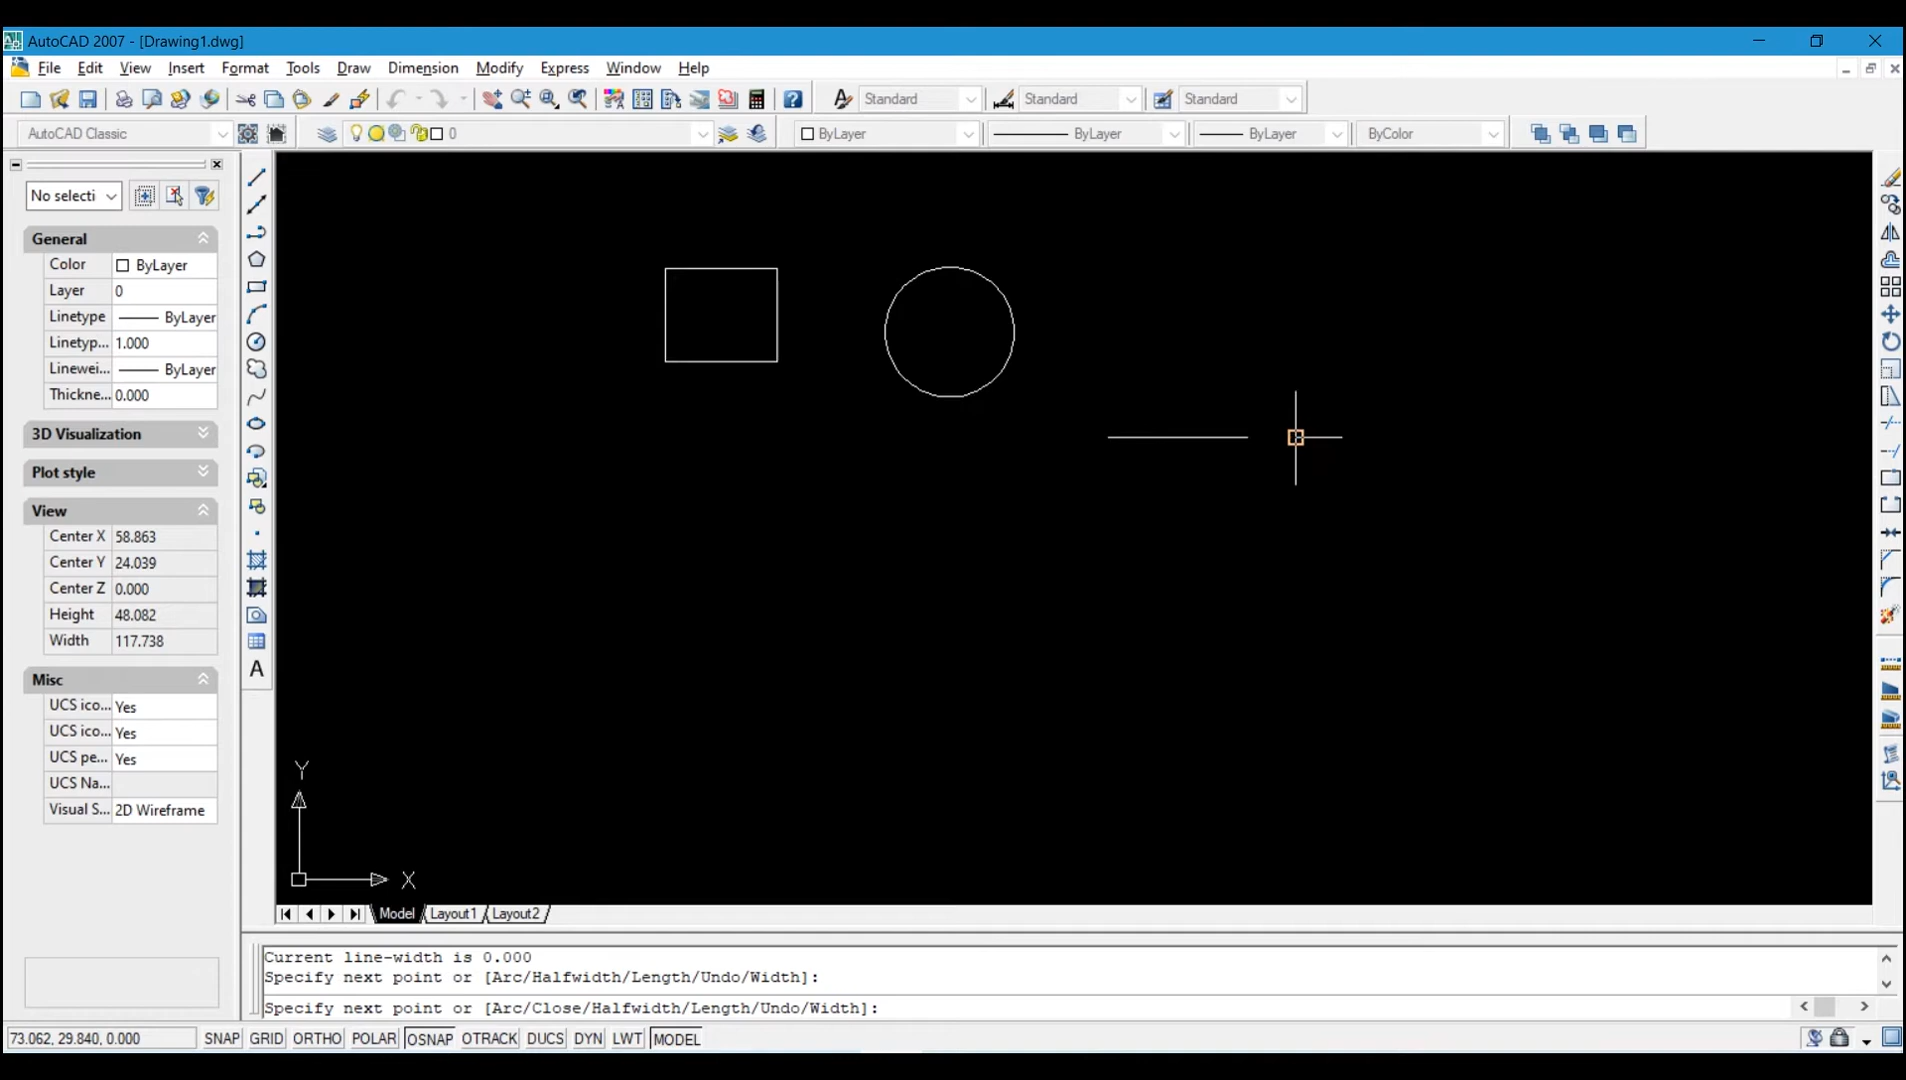 AutoCAD 2007 - [Drawing1.dwg]
File Edit View Insert Format Tools Draw Dimension Modify Express Window Help
Standard Standard Standard
AutoCAD Classic 0 ByLayer ByLayer ByLayer ByColor
No selecti
General
Color ByLayer
Layer 0
Linetype ByLayer
Linetyp... 1.000
Linewei... ByLayer
Thickne... 0.000
3D Visualization
Plot style
View
Center X 58.863
Center Y 24.039
Center Z 0.000
Height 48.082
Width 117.738
Misc
UCS ico... Yes
UCS ico... Yes
UCS pe... Yes
UCS Na...
Visual S... 2D Wireframe
A
Y
X
Model Layout1 Layout2
Current line-width is 0.000
Specify next point or [Arc/Halfwidth/Length/Undo/Width]:
Specify next point or [Arc/Close/Halfwidth/Length/Undo/Width]:
73.062, 29.840, 0.000 SNAP GRID ORTHO POLAR OSNAP OTRACK DUCS DYN LWT MODEL